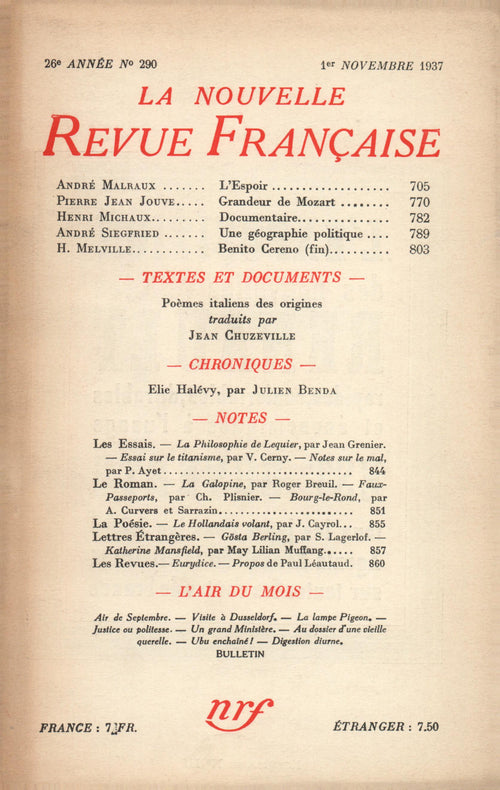 26e ANNÉE No 290 1er NOVEMBRE 1937
LA NOUVELLE
REVUE FRANÇAISE
ANDRÉ MALRAUX ....... L'Espoir .................. 705
PIERRE JEAN JOUVE..... Grandeur de Mozart ........ 770
HENRI MICHAUX......... Documentaire.............. 782
ANDRÉ SIEGFRIED ....... Une géographie politique .... 789
H. MELVILLE............ Benito Cereno (fin).......... 803
— TEXTES ET DOCUMENTS —
Poèmes italiens des origines
traduits par
JEAN CHUZEVILLE
— CHRONIQUES —
Elie Halévy, par JULIEN BENDA
— NOTES —
Les Essais. — La Philosophie de Lequier, par Jean Grenier.
— Essai sur le titanisme, par V. Cerny. — Notes sur le mal,
par P. Ayet.................................... 844
Le Roman. — La Galopine, par Roger Breuil. — Faux-
Passeports, par Ch. Plisnier. — Bourg-le-Rond, par
A. Curvers et Sarrazin........................... 851
La Poésie. — Le Hollandais volant, par J. Cayrol.. 855
Lettres Étrangères. — Gösta Berling, par S. Lagerlof. —
Katherine Mansfield, par May Lilian Muffang..... 857
Les Revues.— Eurydice. — Propos de Paul Léautaud. 860
— L'AIR DU MOIS —
Air de Septembre. — Visite à Dusseldorf. — La lampe Pigeon. —
Justice ou politesse. — Un grand Ministère. — Au dossier d'une vieille
querelle. — Ubu enchaîné ! — Digestion diurne.
BULLETIN
nrf
FRANCE : 7 FR. ÉTRANGER : 7.50